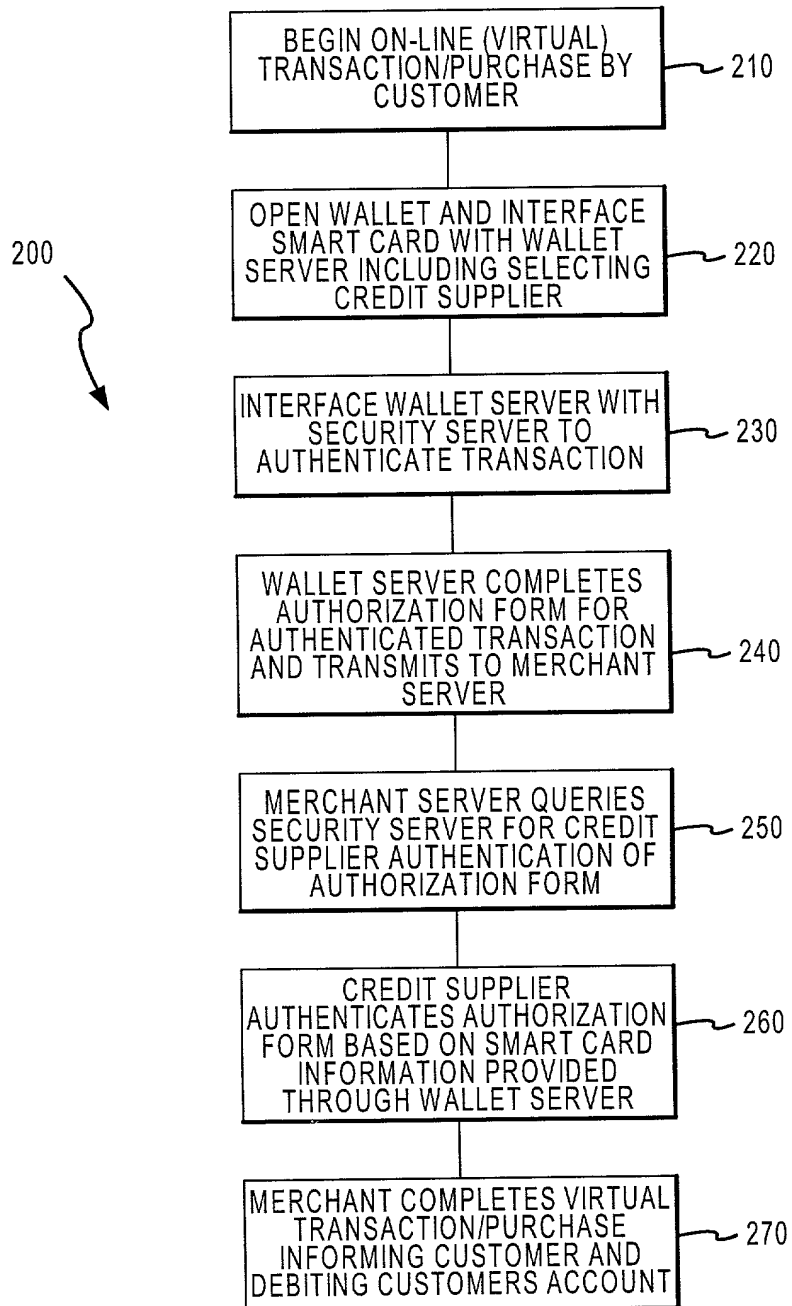 BEGIN ON-LINE (VIRTUAL)
TRANSACTION/PURCHASE BY
CUSTOMER
210
OPEN WALLET AND INTERFACE
SMART CARD WITH WALLET
SERVER INCLUDING SELECTING
CREDIT SUPPLIER
220
200
INTERFACE WALLET SERVER WITH
SECURITY SERVER TO
AUTHENTICATE TRANSACTION
230
WALLET SERVER COMPLETES
AUTHORIZATION FORM FOR
AUTHENTICATED TRANSACTION
AND TRANSMITS TO MERCHANT
SERVER
240
MERCHANT SERVER QUERIES
SECURITY SERVER FOR CREDIT
SUPPLIER AUTHENTICATION OF
AUTHORIZATION FORM
250
CREDIT SUPPLIER
AUTHENTICATES AUTHORIZATION
FORM BASED ON SMART CARD
INFORMATION PROVIDED
THROUGH WALLET SERVER
260
MERCHANT COMPLETES VIRTUAL
TRANSACTION/PURCHASE
INFORMING CUSTOMER AND
DEBITING CUSTOMERS ACCOUNT
270